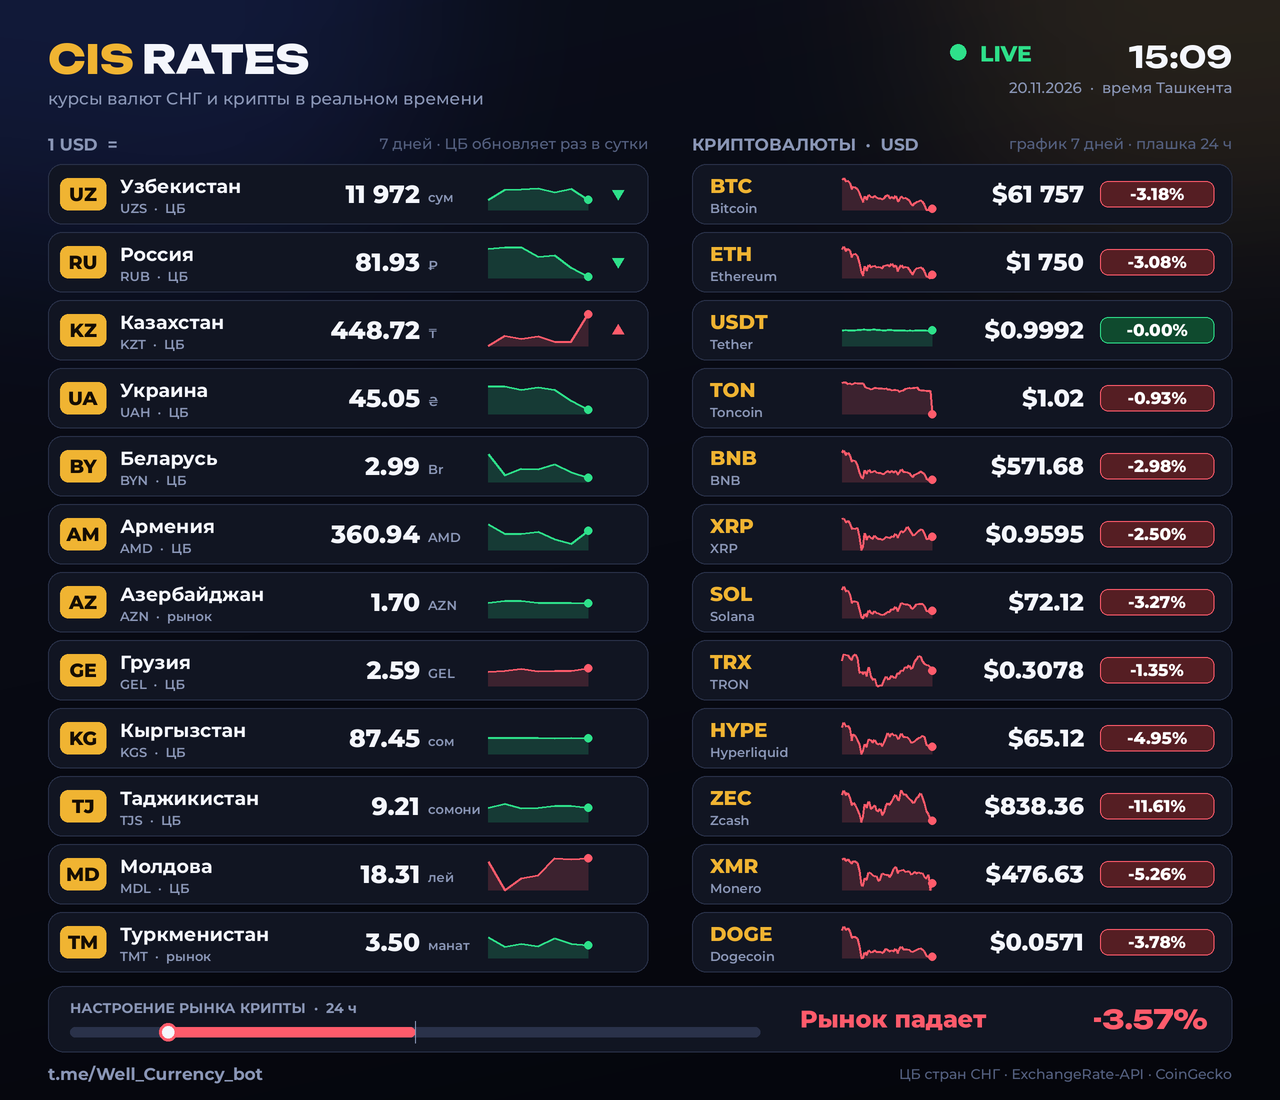 CIS RATES
курсы валют СНГ и крипты в реальном времени
LIVE
15:09
20.11.2026 · время Ташкента
1 USD =
7 дней · ЦБ обновляет раз в сутки
UZ Узбекистан 11 972 сум
UZS · ЦБ
RU Россия 81.93 ₽
RUB · ЦБ
KZ Казахстан 448.72 ₸
KZT · ЦБ
UA Украина 45.05 ₴
UAH · ЦБ
BY Беларусь 2.99 Br
BYN · ЦБ
AM Армения 360.94 AMD
AMD · ЦБ
AZ Азербайджан 1.70 AZN
AZN · рынок
GE Грузия 2.59 GEL
GEL · ЦБ
KG Кыргызстан 87.45 сом
KGS · ЦБ
TJ Таджикистан 9.21 сомони
TJS · ЦБ
MD Молдова 18.31 лей
MDL · ЦБ
TM Туркменистан 3.50 манат
TMT · рынок
КРИПТОВАЛЮТЫ · USD
график 7 дней · плашка 24 ч
BTC $61 757 -3.18%
Bitcoin
ETH $1 750 -3.08%
Ethereum
USDT $0.9992 -0.00%
Tether
TON $1.02 -0.93%
Toncoin
BNB $571.68 -2.98%
BNB
XRP $0.9595 -2.50%
XRP
SOL $72.12 -3.27%
Solana
TRX $0.3078 -1.35%
TRON
HYPE $65.12 -4.95%
Hyperliquid
ZEC $838.36 -11.61%
Zcash
XMR $476.63 -5.26%
Monero
DOGE $0.0571 -3.78%
Dogecoin
НАСТРОЕНИЕ РЫНКА КРИПТЫ · 24 ч
Рынок падает -3.57%
t.me/Well_Currency_bot
ЦБ стран СНГ · ExchangeRate-API · CoinGecko